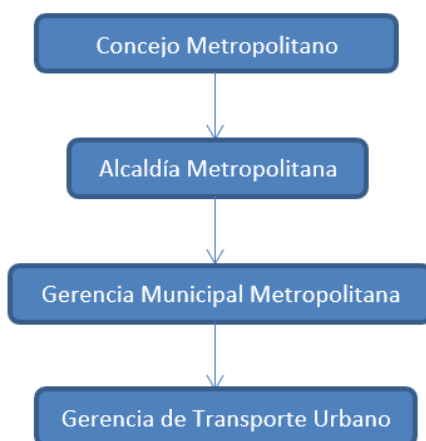 Concejo Metropolitano
Alcaldía Metropolitana
Gerencia Municipal Metropolitana
Gerencia de Transporte Urbano